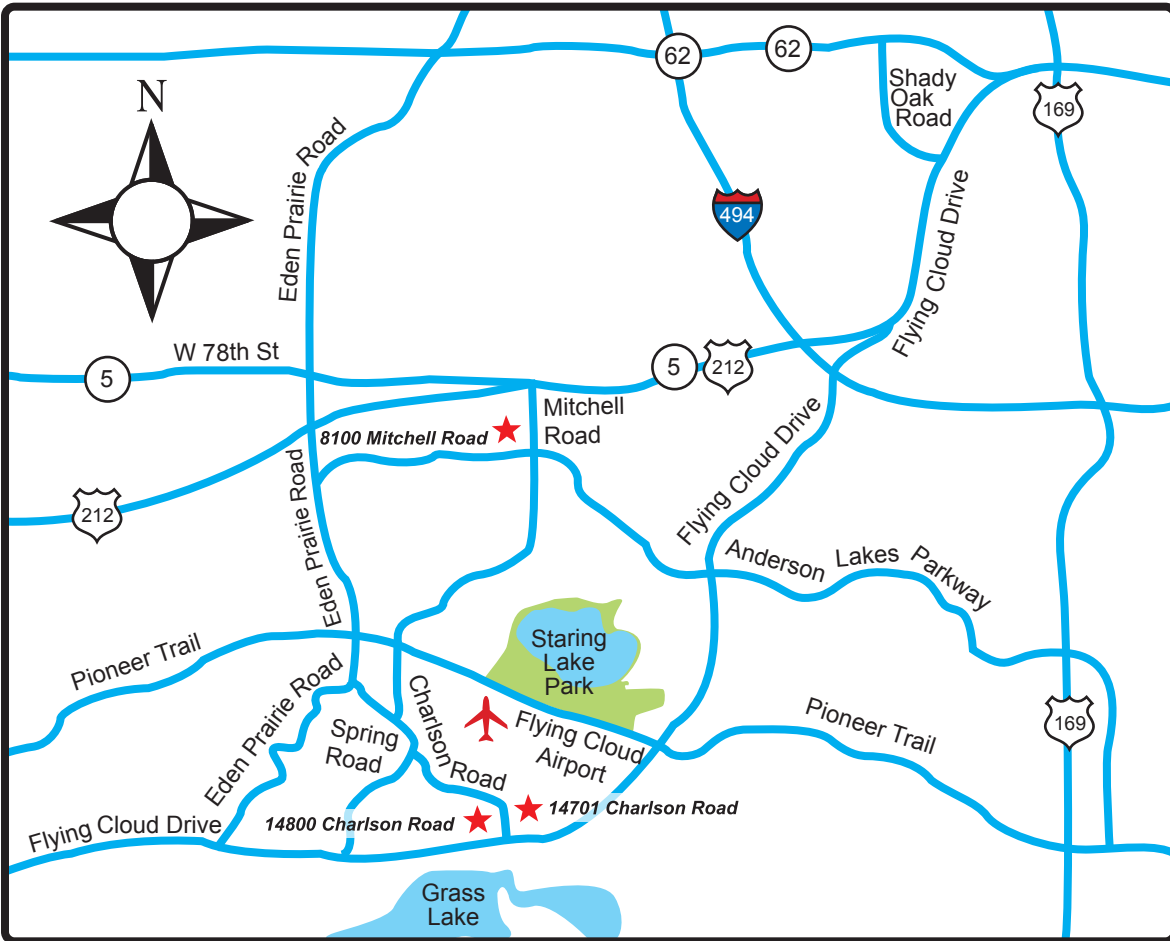 62
62
Shady
Oak
Road
169
N
Eden Prairie Road
494
Flying Cloud Drive
W 78th St
5
5
212
Mitchell
Road
8100 Mitchell Road
Flying Cloud Drive
212
Eden Prairie Road
Anderson Lakes Parkway
Staring
Lake
Park
Pioneer Trail
Eden Prairie Road
Charlson Road
Spring
Road
Flying Cloud
Airport
Pioneer Trail
169
14701 Charlson Road
14800 Charlson Road
Flying Cloud Drive
Grass
Lake